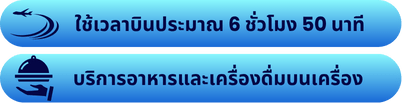 ใช้เวลาบินประมาณ 6 ชั่วโมง 50 นาที
บริการอาหารและเครื่องดื่มบนเครื่อง